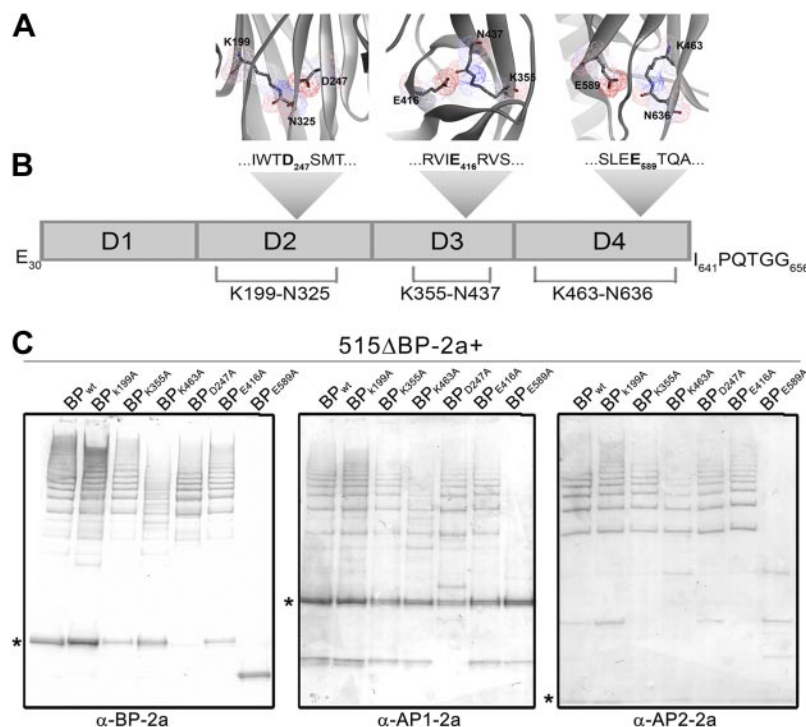 A
K199
D247
N325
N437
K355
E416
K463
E589
N636
...IWTD247SMT...
...RVIE416RVS...
...SLEE589TQA...
B
D1 D2 D3 D4
E30
I641PQTGG656
K199-N325
K355-N437
K463-N636
C
515ΔBP-2a+
BPwt BPk199A BPK355A BPK463A BPD247A BPE416A BPE589A
BPwt BPk199A BPK355A BPK463A BPD247A BPE416A BPE589A
BPwt BPk199A BPK355A BPK463A BPD247A BPE416A BPE589A
*
*
*
α-BP-2a
α-AP1-2a
α-AP2-2a